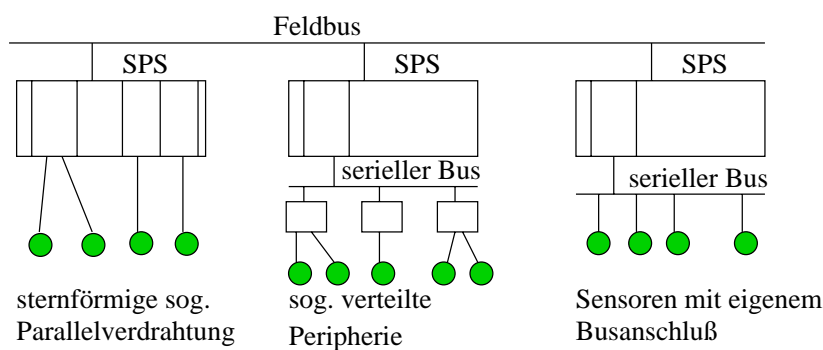 Feldbus
SPS
SPS
SPS
serieller Bus
serieller Bus
sternförmige sog.
Parallelverdrahtung
sog. verteilte
Peripherie
Sensoren mit eigenem
Busanschluß